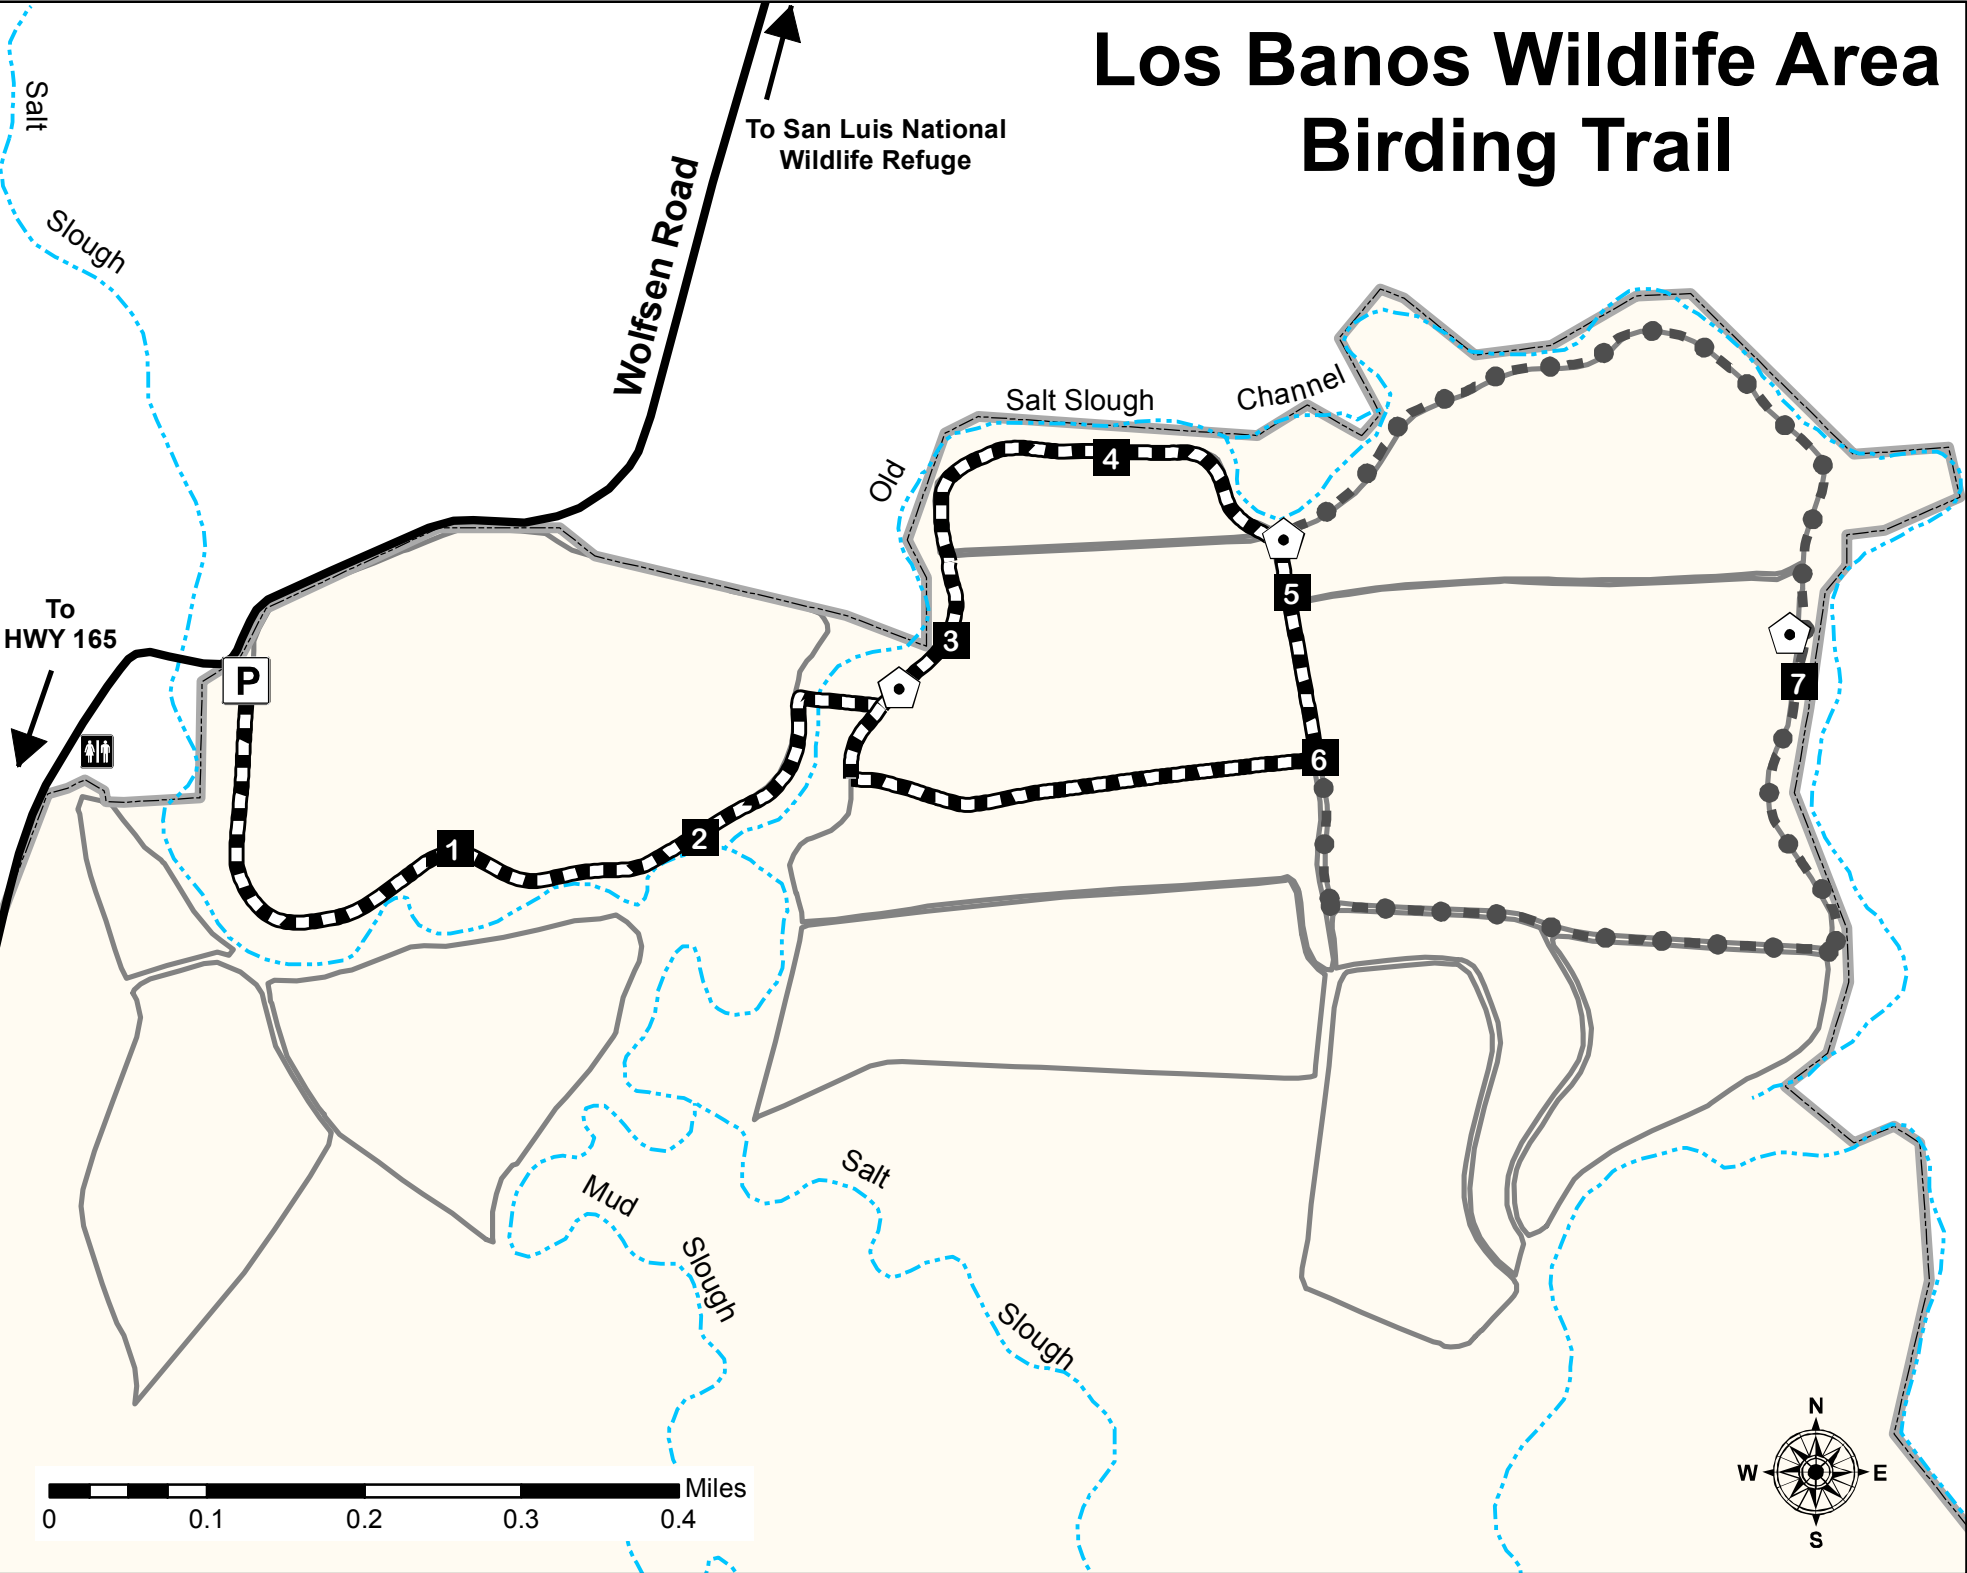 Los Banos Wildlife Area
Birding Trail
Salt
Slough
To San Luis National
Wildlife Refuge
Wolfsen Road
Salt Slough
Channel
Old
4
5
To
HWY 165
3
P
7
6
1
2
Salt
Mud
Slough
Slough
Miles
0 0.1 0.2 0.3 0.4
N
W E
S